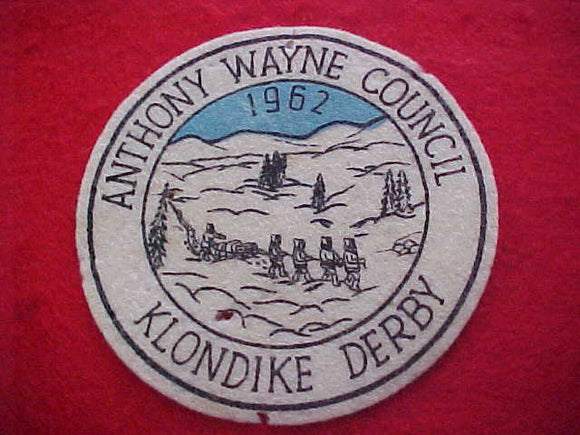 ANTHONY WAYNE COUNCIL
1962
KLONDIKE DERBY